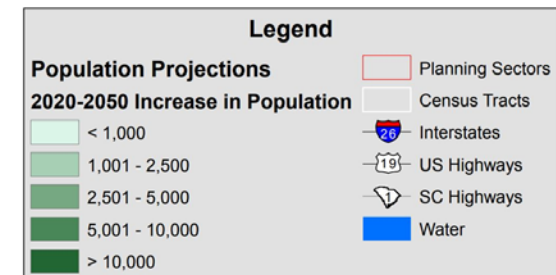 Legend
Population Projections
2020-2050 Increase in Population
< 1,000
1,001 - 2,500
2,501 - 5,000
5,001 - 10,000
> 10,000
Planning Sectors
Census Tracts
26 Interstates
19 US Highways
1 SC Highways
Water